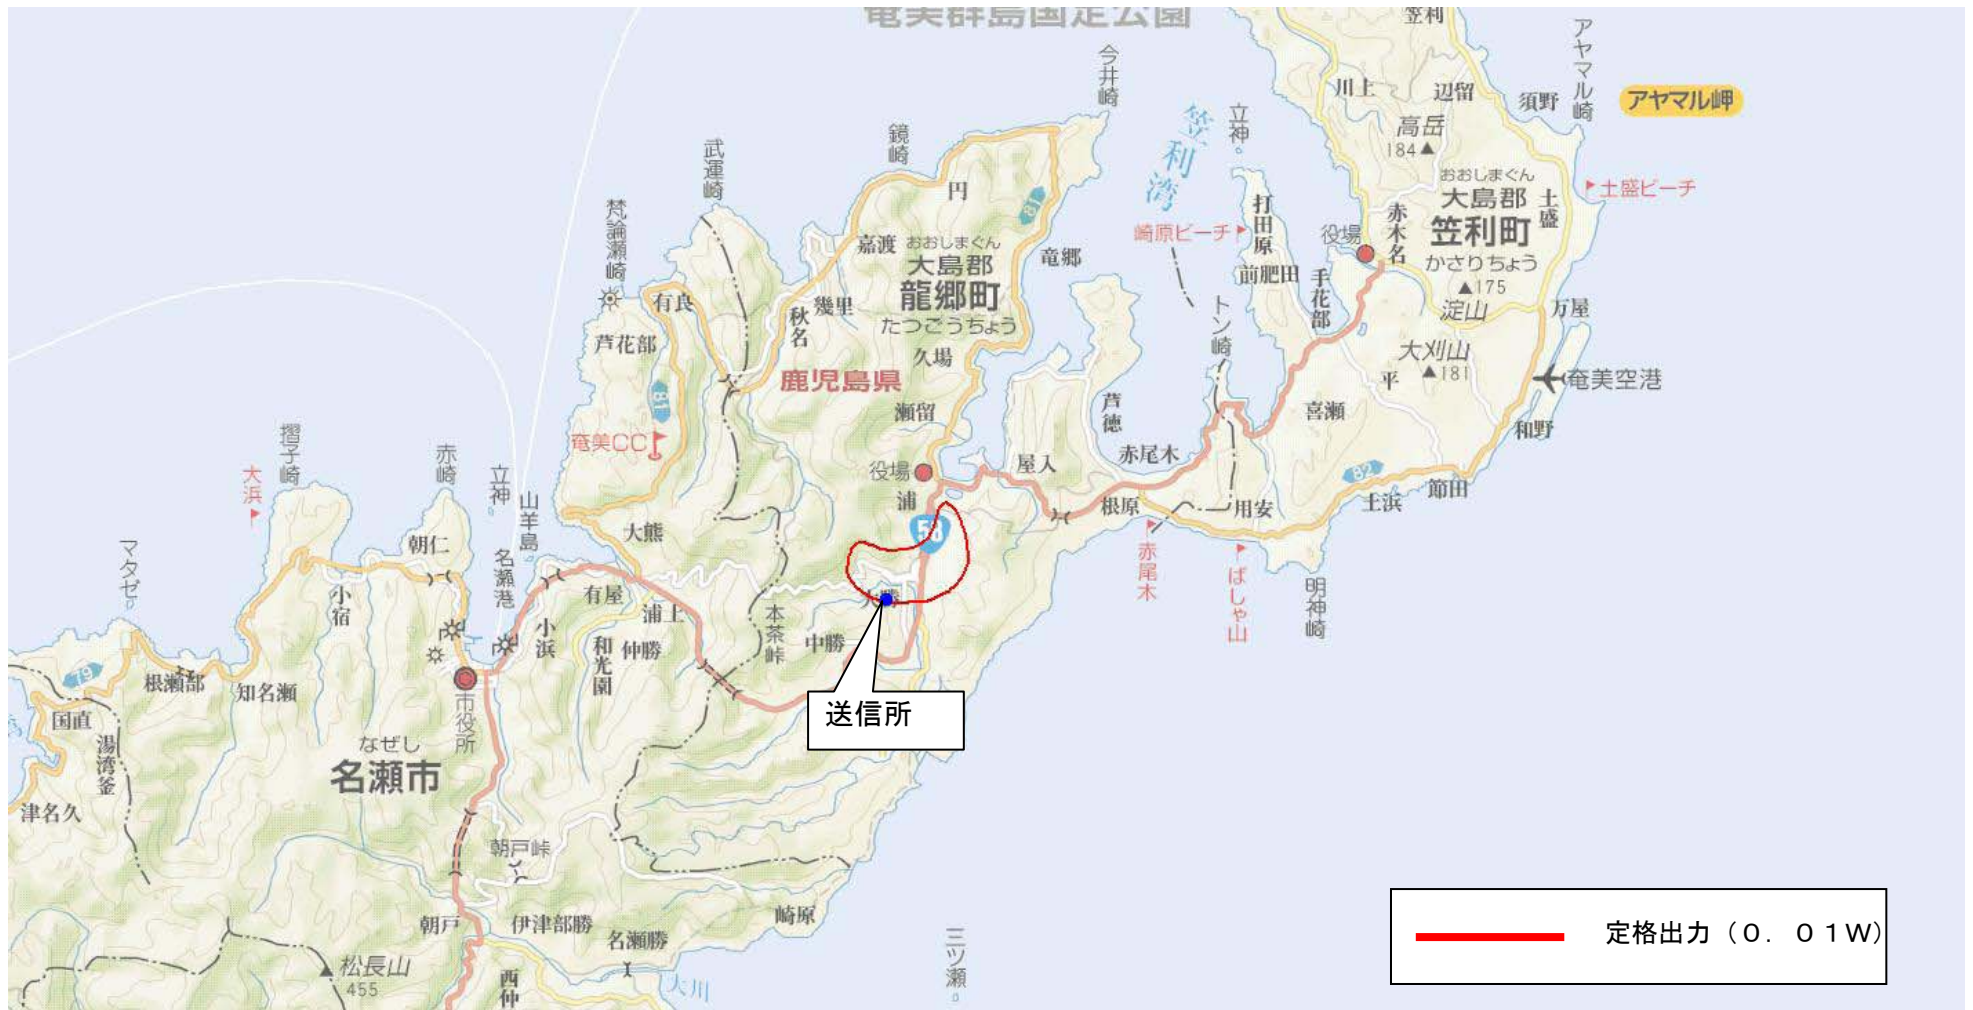 奄美群島国定公園
笠利
アヤマル崎
今井崎
川上
辺留
須野
アヤマル岬
高岳
184
笠利湾
立神
鏡崎
武運崎
円
81
おおしまぐん
大島郡
笠利町
かさりちょう
土盛
土盛ビーチ
打田原
赤木名
役場
崎原ビーチ
梵論瀬崎
嘉渡
おおしまぐん
大島郡
龍郷町
たつごうちょう
竜郷
前肥田
手花部
175
淀山
万屋
有良
秋名
幾里
トン崎
芦花部
久場
大刈山
181
平
奄美空港
鹿児島県
81
瀬留
芦徳
喜瀬
和野
摺子崎
赤崎
奄美CC
大浜
立神
山羊島
役場
屋入
赤尾木
82
節田
土浜
浦
根原
用安
58
大熊
朝仁
マタゼ
名瀬港
赤尾木
ばしゃ山
明神崎
小宿
有屋
浦上
大勝
本茶峠
中勝
小浜
和光園
仲勝
79
根瀬部
知名瀬
市役所
国直
湯湾釜
送信所
なぜし
名瀬市
津名久
朝戸峠
朝戸
伊津部勝
名瀬勝
崎原
三ツ瀬
松長山
455
西仲
大川
定格出力（０．０１W）